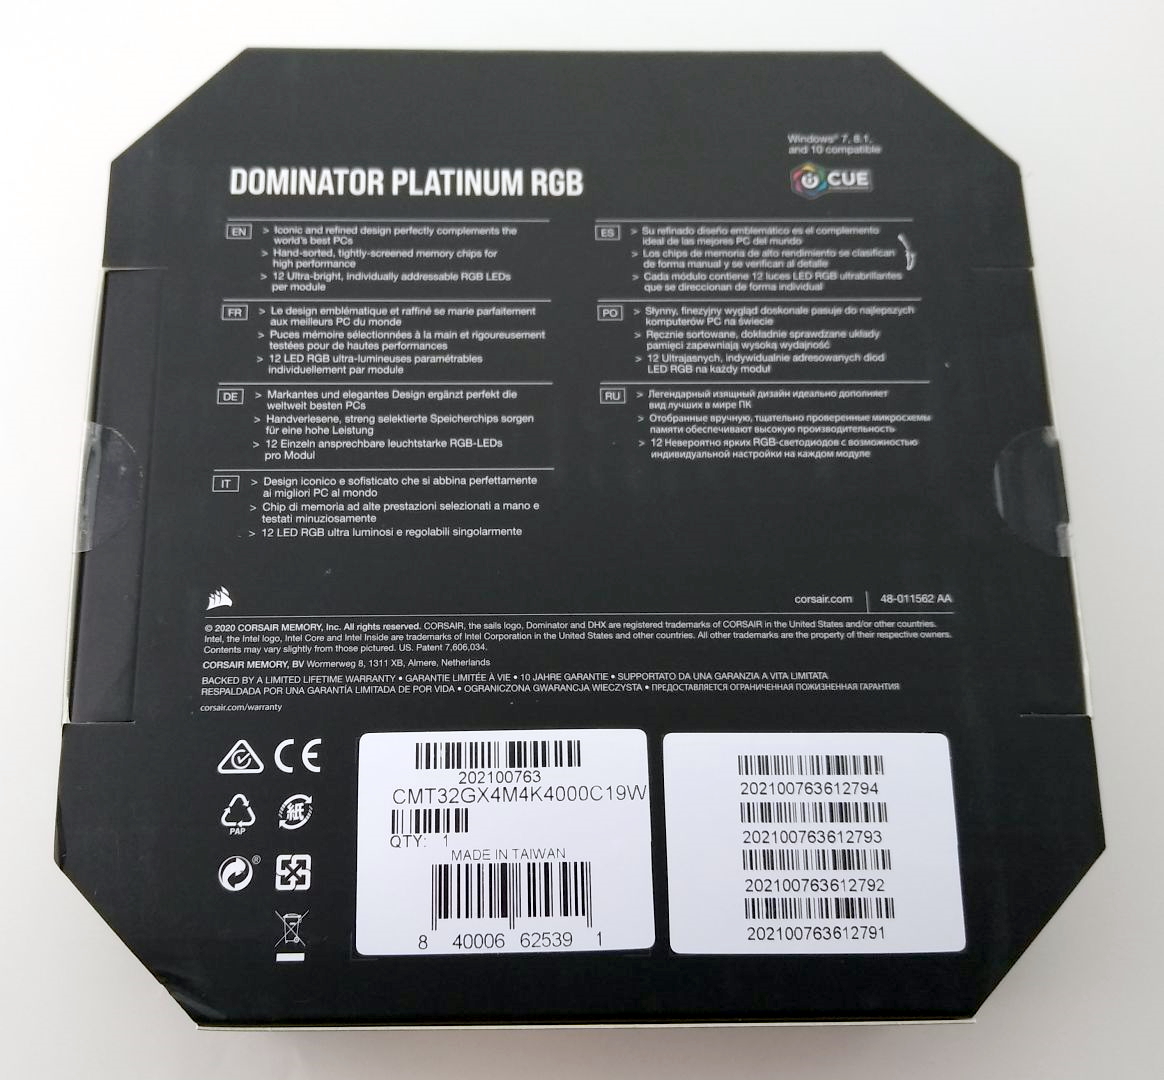 Windows® 7, 8.1,
and 10 compatible
DOMINATOR PLATINUM RGB
CUE
EN
> Iconic and refined design perfectly complements the
world's best PCs
> Hand-sorted, tightly-screened memory chips for
high performance
> 12 Ultra-bright, individually addressable RGB LEDs
per module
FR
> Le design emblématique et raffiné se marie parfaitement
aux meilleurs PC du monde
> Puces mémoire sélectionnées à la main et rigoureusement
testées pour de hautes performances
> 12 LED RGB ultra-lumineuses paramétrables
individuellement par module
DE
> Markantes und elegantes Design ergänzt perfekt die
weltweit besten PCs
> Handverlesene, streng selektierte Speicherchips sorgen
für eine hohe Leistung
> 12 Einzeln ansprechbare leuchtstarke RGB-LEDs
pro Modul
IT
> Design iconico e sofisticato che si abbina perfettamente
ai migliori PC al mondo
> Chip di memoria ad alte prestazioni selezionati a mano e
testati minuziosamente
> 12 LED RGB ultra luminosi e regolabili singolarmente
ES
> Su refinado diseño emblemático es el complemento
ideal de las mejores PC del mundo
> Los chips de memoria de alto rendimiento se clasifican
de forma manual y se verifican al detalle
> Cada módulo contiene 12 luces LED RGB ultrabrillantes
que se direccionan de forma individual
PO
> Słynny, finezyjny wygląd doskonale pasuje do najlepszych
komputerów PC na świecie
> Ręcznie sortowane, dokładnie sprawdzane układy
pamięci zapewniają wysoką wydajność
> 12 Ultrajasnych, indywidualnie adresowanych diod
LED RGB na każdy moduł
RU
> Легендарный изящный дизайн идеально дополняет
вид лучших в мире ПК
> Отобранные вручную, тщательно проверенные микросхемы
памяти обеспечивают высокую производительность
> 12 Невероятно ярких RGB-светодиодов с возможностью
индивидуальной настройки на каждом модуле
corsair.com | 48-011562 AA
© 2020 CORSAIR MEMORY, Inc. All rights reserved. CORSAIR, the sails logo, Dominator and DHX are registered trademarks of CORSAIR in the United States and/or other countries.
Intel, the Intel logo, Intel Core and Intel Inside are trademarks of Intel Corporation in the United States and other countries. All other trademarks are the property of their respective owners.
Contents may vary slightly from those pictured. US. Patent 7,606,034.
CORSAIR MEMORY, BV Wormerweg 8, 1311 XB, Almere, Netherlands
BACKED BY A LIMITED LIFETIME WARRANTY • GARANTIE LIMITÉE À VIE • 10 JAHRE GARANTIE • SUPPORTATO DA UNA GARANZIA A VITA LIMITATA
RESPALDADA POR UNA GARANTÍA LIMITADA DE POR VIDA • OGRANICZONA GWARANCJA WIECZYSTA • ПРЕДОСТАВЛЯЕТСЯ ОГРАНИЧЕННАЯ ПОЖИЗНЕННАЯ ГАРАНТИЯ
corsair.com/warranty
CE
PAP
紙
®
202100763
CMT32GX4M4K4000C19W
QTY: 1
MADE IN TAIWAN
8 40006 62539 1
202100763612794
202100763612793
202100763612792
202100763612791